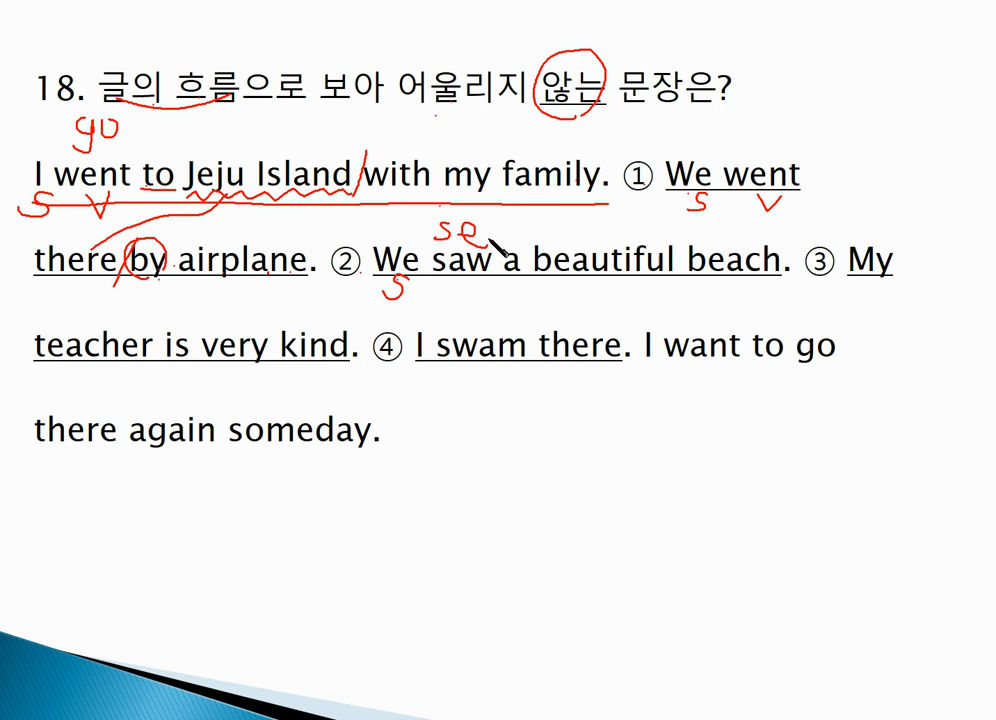 18. 글의 흐름으로 보아 어울리지 않는 문장은?
go
I went to Jeju Island/with my family. ① We went
S V S V
se
there by airplane. ② We saw a beautiful beach. ③ My
S
teacher is very kind. ④ I swam there. I want to go
there again someday.